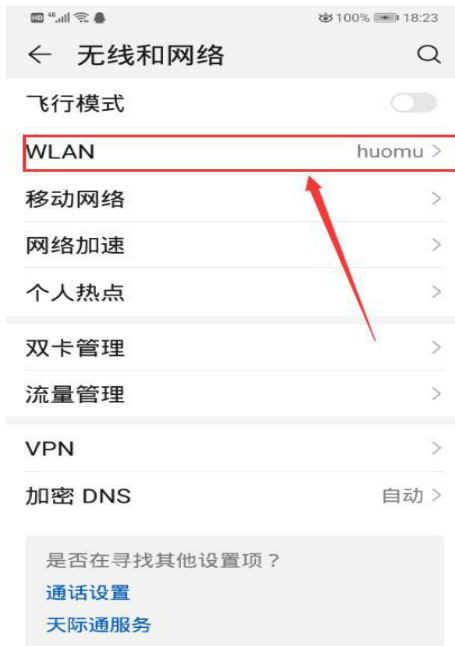 HD 4G 100% 18:23
无线和网络
飞行模式
WLAN huomu
移动网络
网络加速
个人热点
双卡管理
流量管理
VPN
加密 DNS 自动
是否在寻找其他设置项？
通话设置
天际通服务